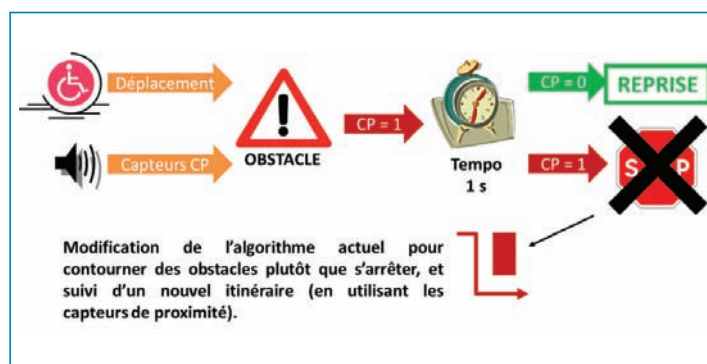 Déplacement
CP = 0
REPRISE
CP = 1
OBSTACLE
Capteurs CP
Tempo
1 s
CP = 1
STOP
Modification de l'algorithme actuel pour
contourner des obstacles plutôt que s'arrêter, et
suivi d'un nouvel itinéraire (en utilisant les
capteurs de proximité).